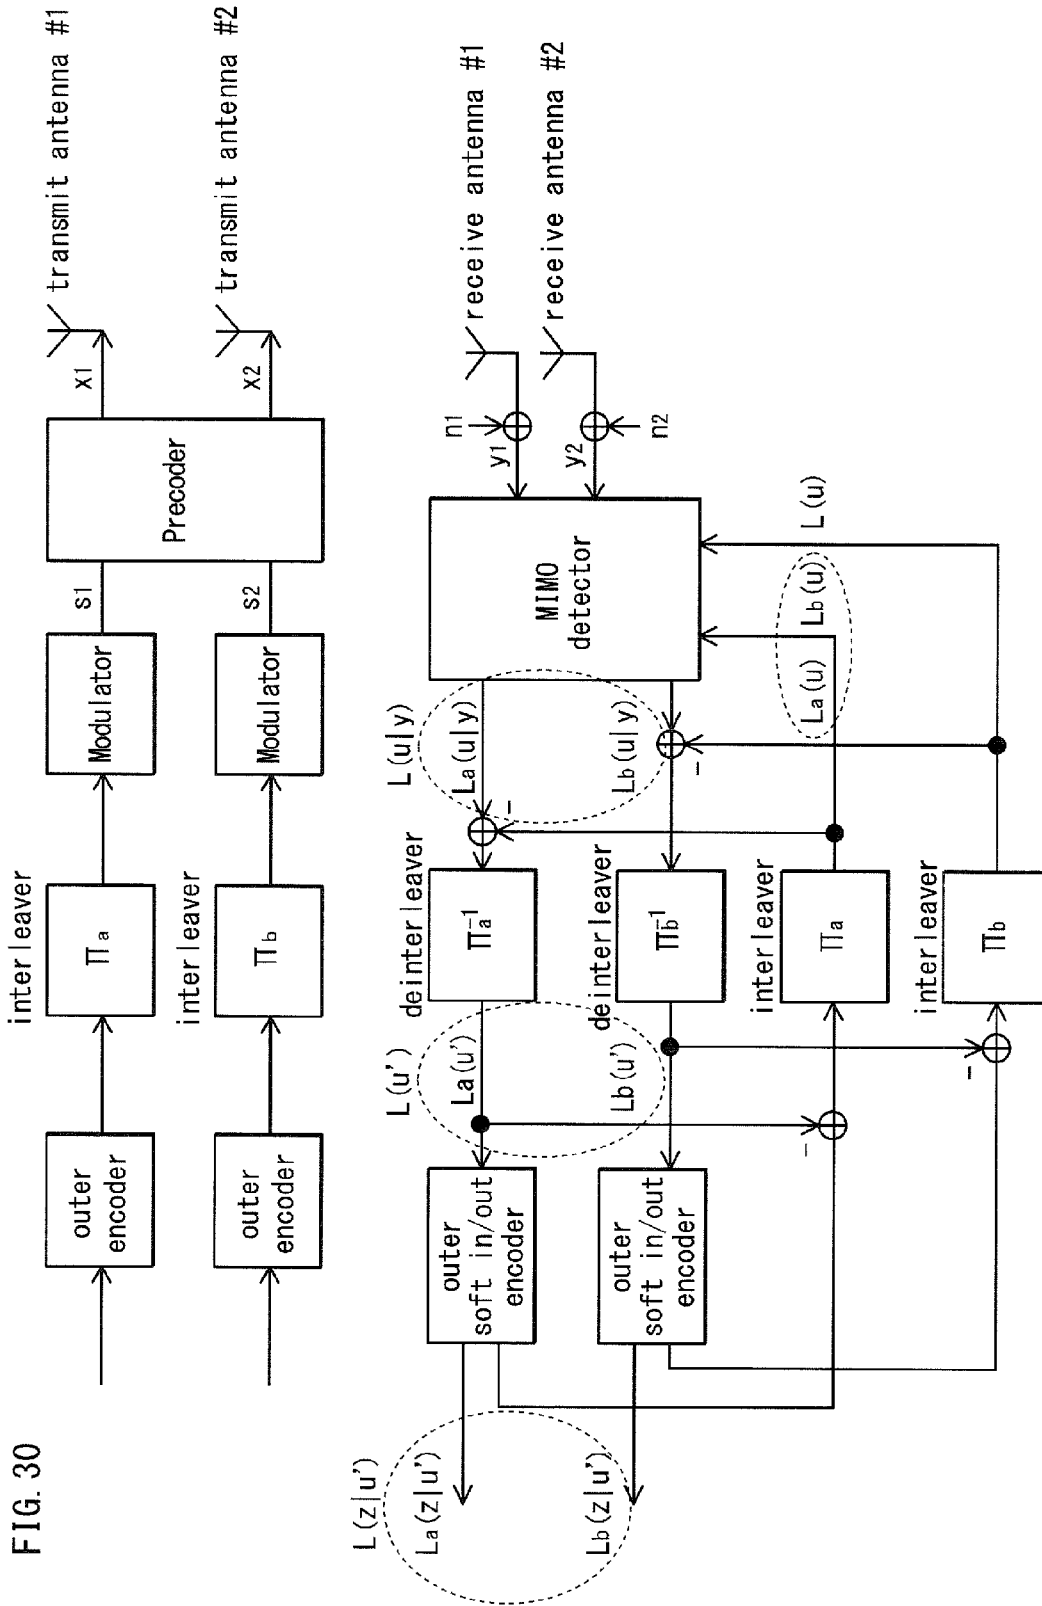 FIG. 30
outer
encoder
interleaver
Πa
Modulator
s1
Precoder
x1
transmit antenna #1
outer
encoder
interleaver
Πb
Modulator
s2
x2
transmit antenna #2
L(z|u')
La(z|u')
Lb(z|u')
outer
soft in/out
encoder
outer
soft in/out
encoder
L(u')
La(u')
Lb(u')
deinterleaver
Πa-1
deinterleaver
Πb-1
interleaver
Πa
interleaver
Πb
-
-
-
-
L(u|y)
La(u|y)
Lb(u|y)
MIMO
detector
La(u) Lb(u)
L(u)
y1
n1
y2
n2
receive antenna #1
receive antenna #2